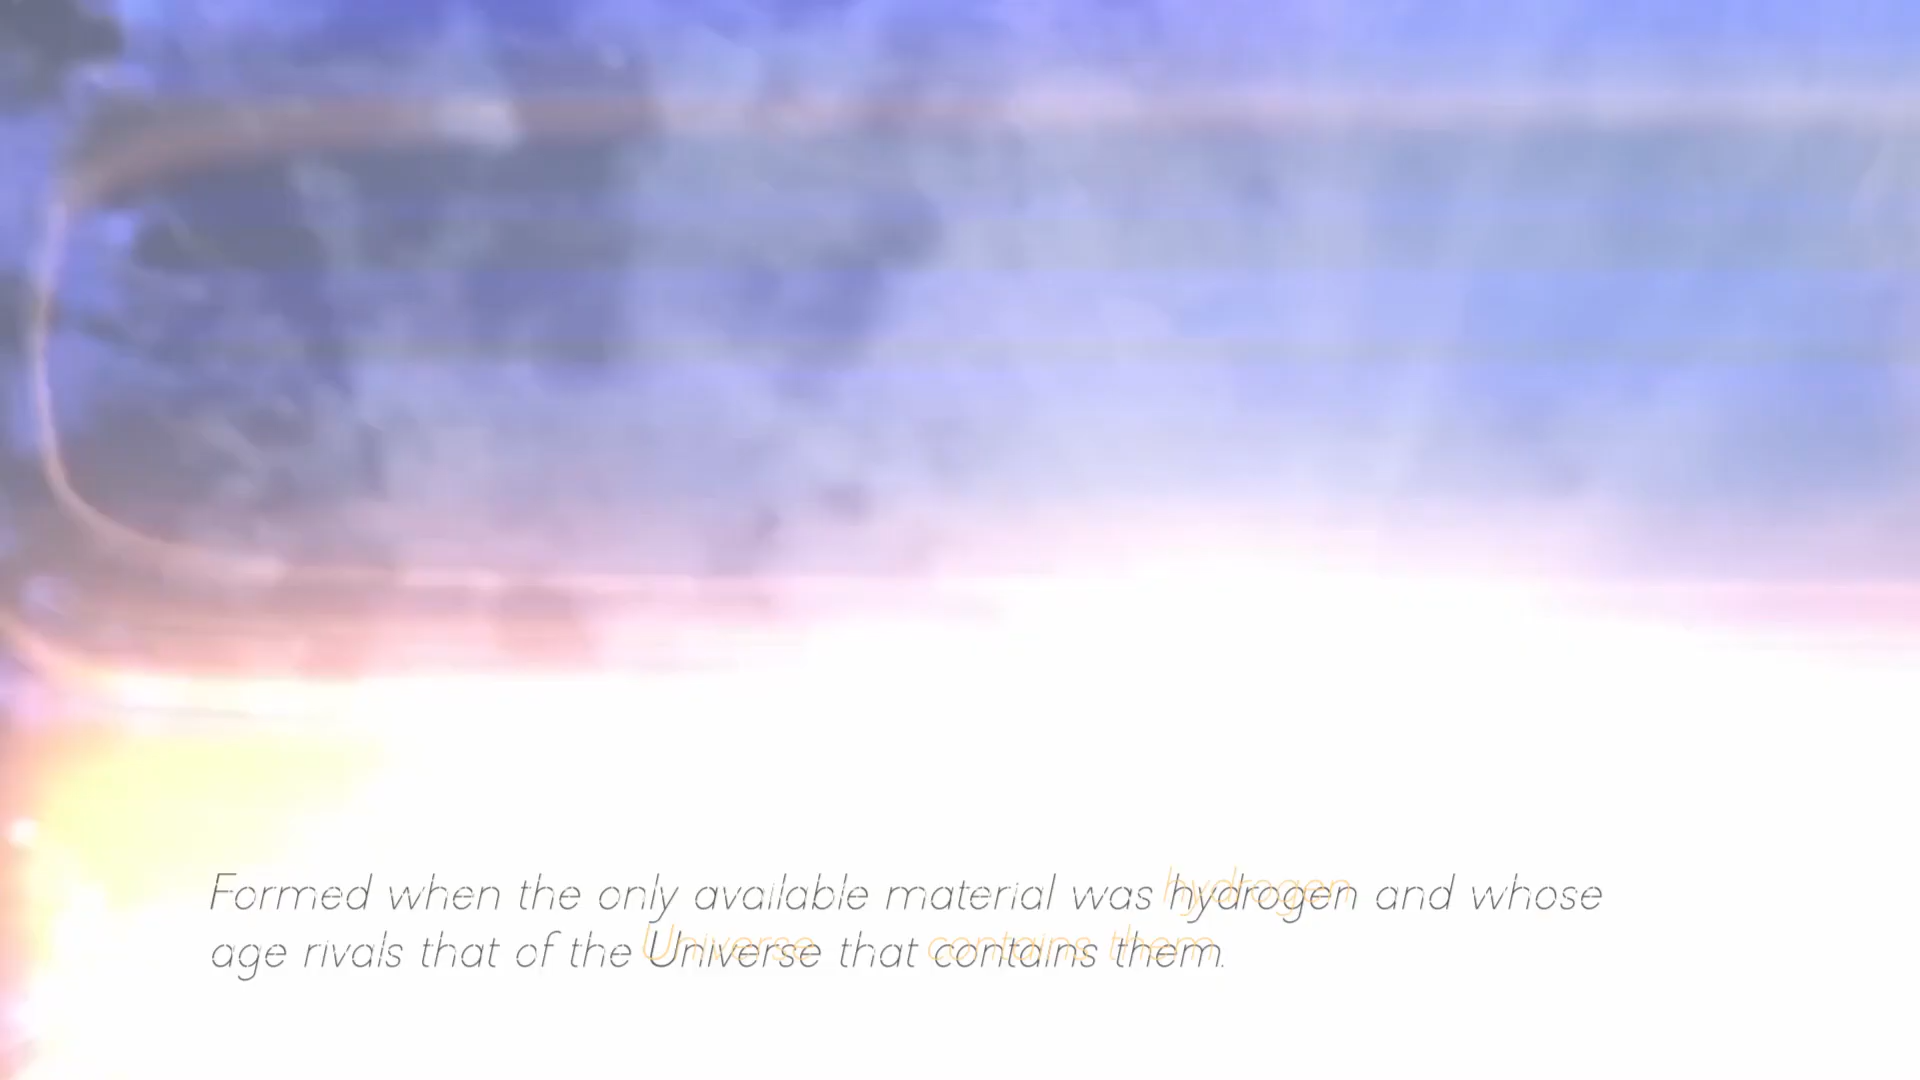 Formed when the only available material was hydrogen and whose
age rivals that of the Universe that contains them.